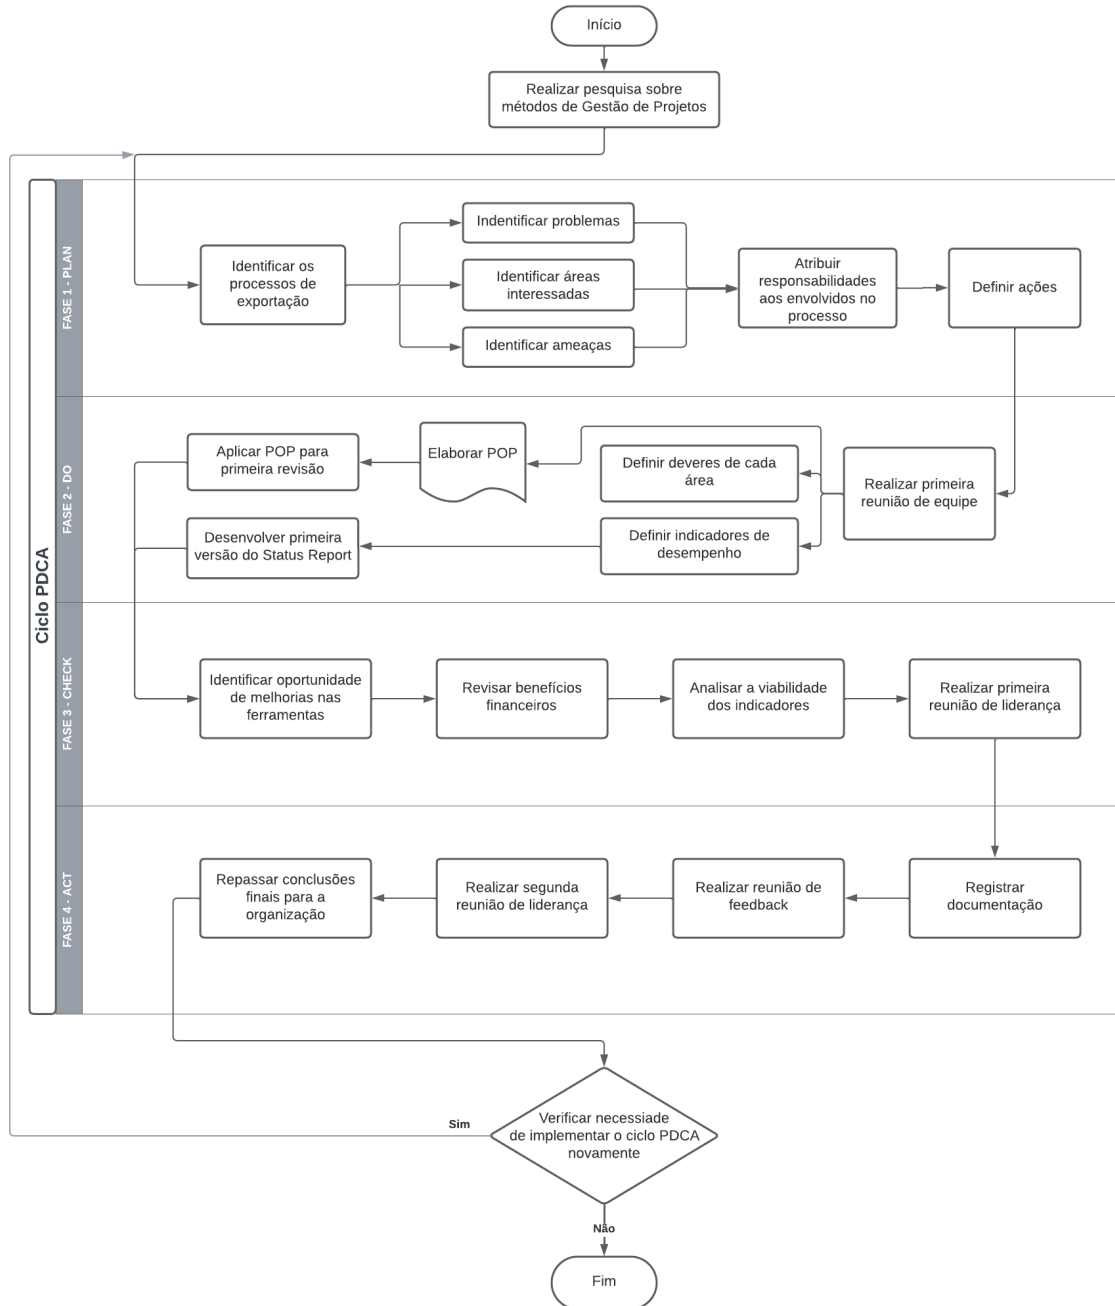 Início
Realizar pesquisa sobre
métodos de Gestão de Projetos
Ciclo PDCA
FASE 1 - PLAN
Identificar os
processos de
exportação
Indentificar problemas
Identificar áreas
interessadas
Identificar ameaças
Atribuir
responsabilidades
aos envolvidos no
processo
Definir ações
FASE 2 - DO
Aplicar POP para
primeira revisão
Elaborar POP
Definir deveres de cada
área
Realizar primeira
reunião de equipe
Desenvolver primeira
versão do Status Report
Definir indicadores de
desempenho
FASE 3 - CHECK
Identificar oportunidade
de melhorias nas
ferramentas
Revisar benefícios
financeiros
Analisar a viabilidade
dos indicadores
Realizar primeira
reunião de liderança
FASE 4 - ACT
Repassar conclusões
finais para a
organização
Realizar segunda
reunião de liderança
Realizar reunião de
feedback
Registrar
documentação
Sim
Verificar necessiade
de implementar o ciclo PDCA
novamente
Não
Fim